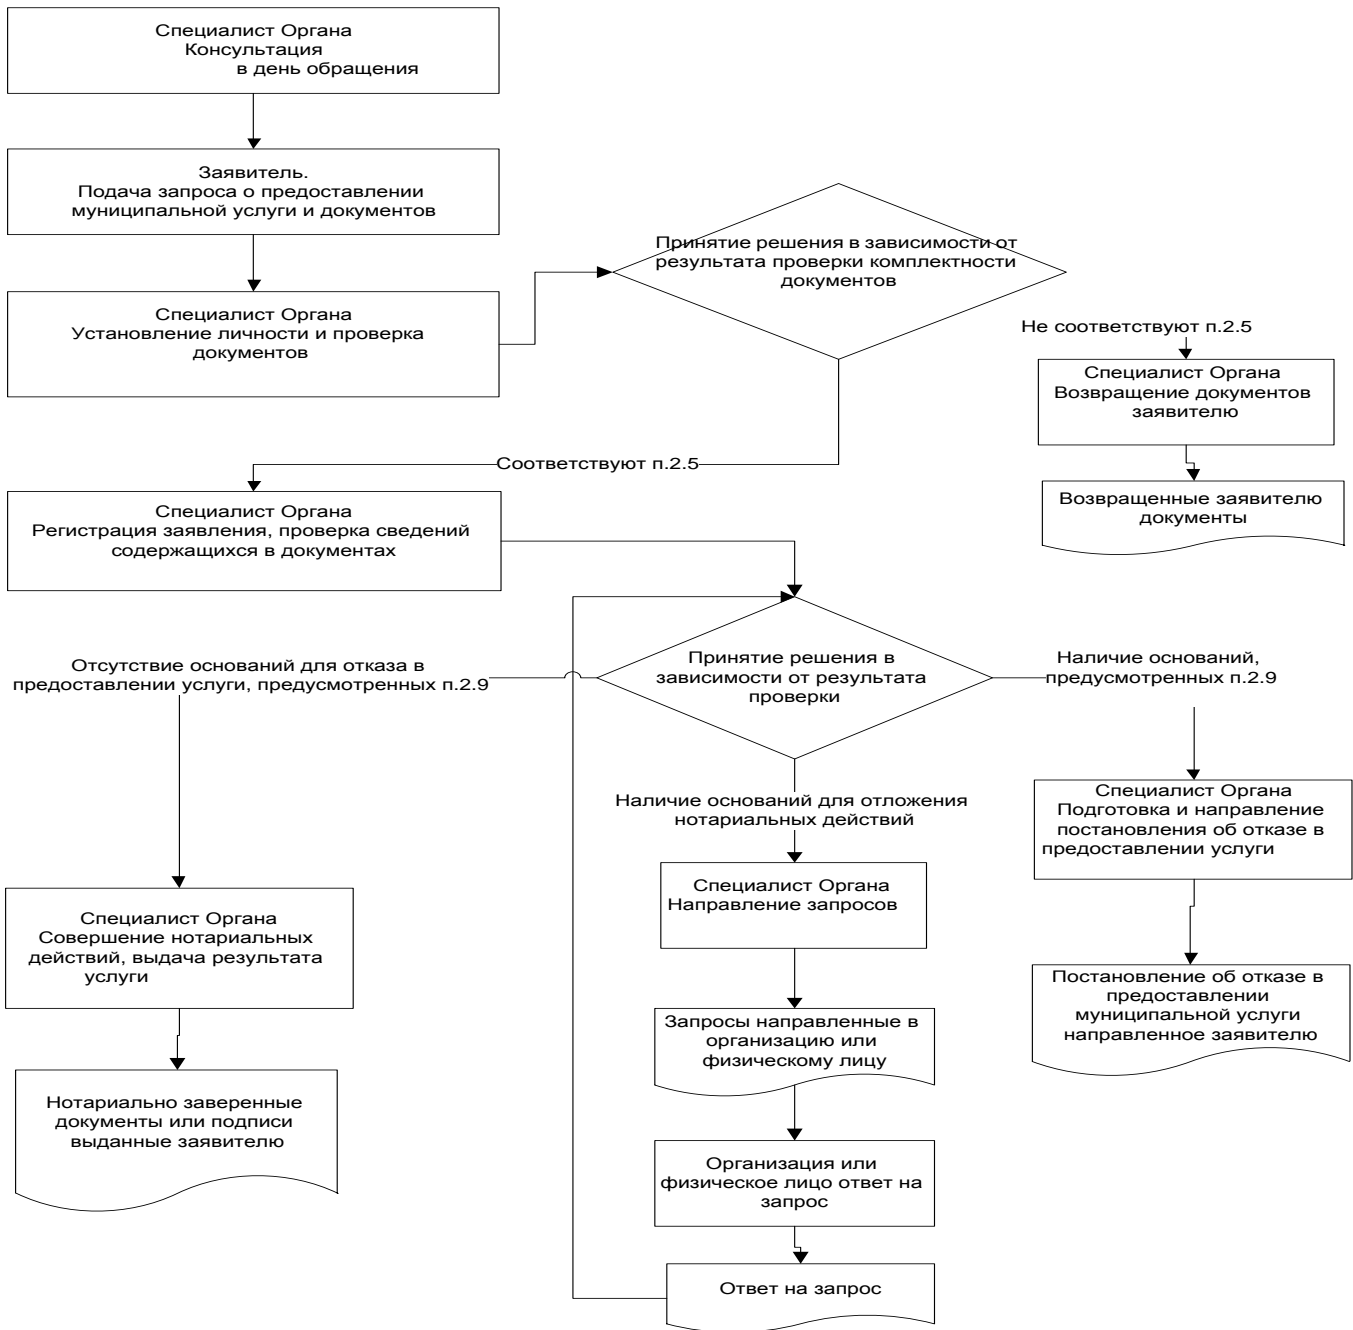 Специалист Органа
Консультация
в день обращения
Заявитель.
Подача запроса о предоставлении
муниципальной услуги и документов
Специалист Органа
Установление личности и проверка
документов
Принятие решения в зависимости от
результата проверки комплектности
документов
Не соответствуют п.2.5
Специалист Органа
Возвращение документов
заявителю
Возвращенные заявителю
документы
Соответствуют п.2.5
Специалист Органа
Регистрация заявления, проверка сведений
содержащихся в документах
Принятие решения в
зависимости от результата
проверки
Отсутствие оснований для отказа в
предоставлении услуги, предусмотренных п.2.9
Наличие оснований,
предусмотренных п.2.9
Наличие оснований для отложения
нотариальных действий
Специалист Органа
Подготовка и направление
постановления об отказе в
предоставлении услуги
Специалист Органа
Направление запросов
Специалист Органа
Совершение нотариальных
действий, выдача результата
услуги
Постановление об отказе в
предоставлении
муниципальной услуги
направленное заявителю
Запросы направленные в
организацию или
физическому лицу
Нотариально заверенные
документы или подписи
выданные заявителю
Организация или
физическое лицо ответ на
запрос
Ответ на запрос